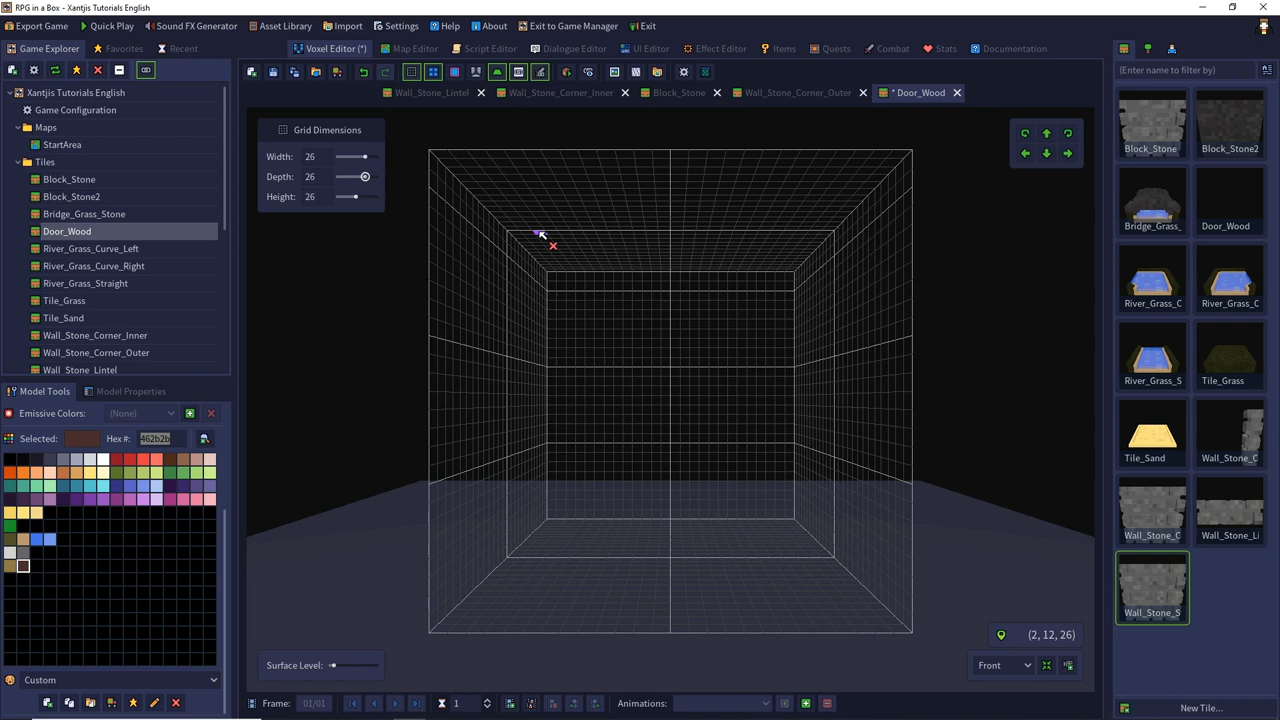 RPG in a Box - Xantjis Tutorials English
Export Game
Quick Play
Sound FX Generator
Asset Library
Import
Settings
Help
About
Exit to Game Manager
Exit
Game Explorer
Favorites
Recent
Voxel Editor (*)
Map Editor
Script Editor
Dialogue Editor
UI Editor
Effect Editor
Items
Quests
Combat
Stats
Documentation
(Enter name to filter by)
Wall_Stone_Lintel
Wall_Stone_Corner_Inner
Block_Stone
Wall_Stone_Corner_Outer
* Door_Wood
Xantjis Tutorials English
Game Configuration
Maps
StartArea
Tiles
Block_Stone
Block_Stone2
Bridge_Grass_Stone
Door_Wood
River_Grass_Curve_Left
River_Grass_Curve_Right
River_Grass_Straight
Tile_Grass
Tile_Sand
Wall_Stone_Corner_Inner
Wall_Stone_Corner_Outer
Wall_Stone_Lintel
Grid Dimensions
Width: 26
Depth: 26
Height: 26
Block_Stone
Block_Stone2
Bridge_Grass_
Door_Wood
River_Grass_C
River_Grass_C
River_Grass_S
Tile_Grass
Tile_Sand
Wall_Stone_C
Wall_Stone_C
Wall_Stone_Li
Wall_Stone_S
Model Tools
Model Properties
Emissive Colors: (None)
Selected:
Hex #: 462b2b
Custom
(2, 12, 26)
Surface Level:
Front
Frame: 01/01
1
Animations:
New Tile...